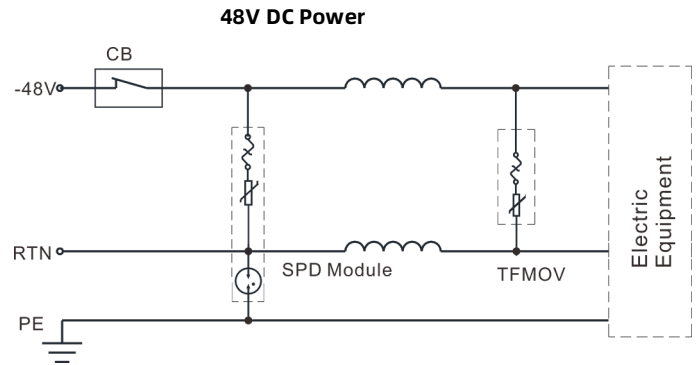 48V DC Power
CB
-48V
RTN
SPD Module
TFMOV
PE
Electric
Equipment